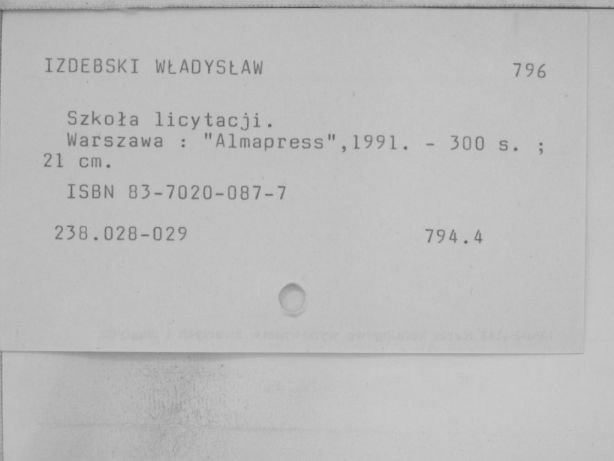 IZDEBSKI WŁADYSŁAW 796
Szkoła licytacji.
Warszawa : "Almapress",1991. - 300 s. ;
21 cm.
ISBN 83-7020-087-7
238.028-029 794.4